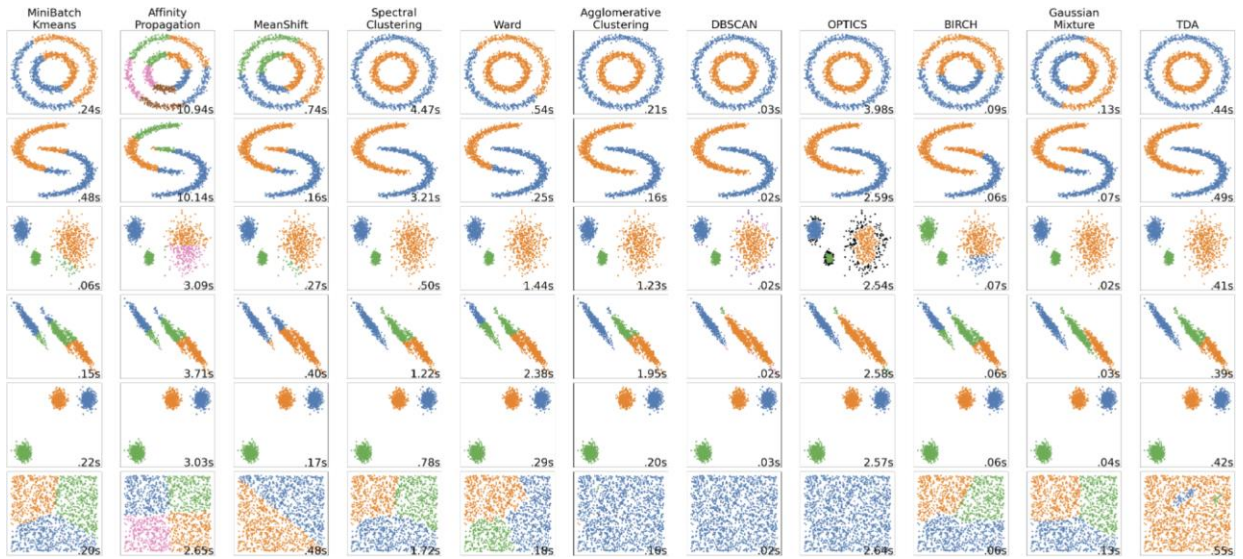 MiniBatch Kmeans
Affinity Propagation
MeanShift
Spectral Clustering
Ward
Agglomerative Clustering
DBSCAN
OPTICS
BIRCH
Gaussian Mixture
TDA
.24s 10.94s .74s 4.47s .54s .21s .03s 3.98s .09s .13s .44s
.48s 10.14s .16s 3.21s .25s .16s .02s 2.59s .06s .07s .49s
.06s 3.09s .27s .50s 1.44s 1.23s .02s 2.54s .07s .02s .41s
.15s 3.71s .40s 1.22s 2.38s 1.95s .02s 2.58s .06s .03s .39s
.22s 3.03s .17s .78s .29s .20s .03s 2.57s .06s .04s .42s
.20s 2.65s .48s 1.72s .18s .16s .02s 2.64s .06s .13s .55s